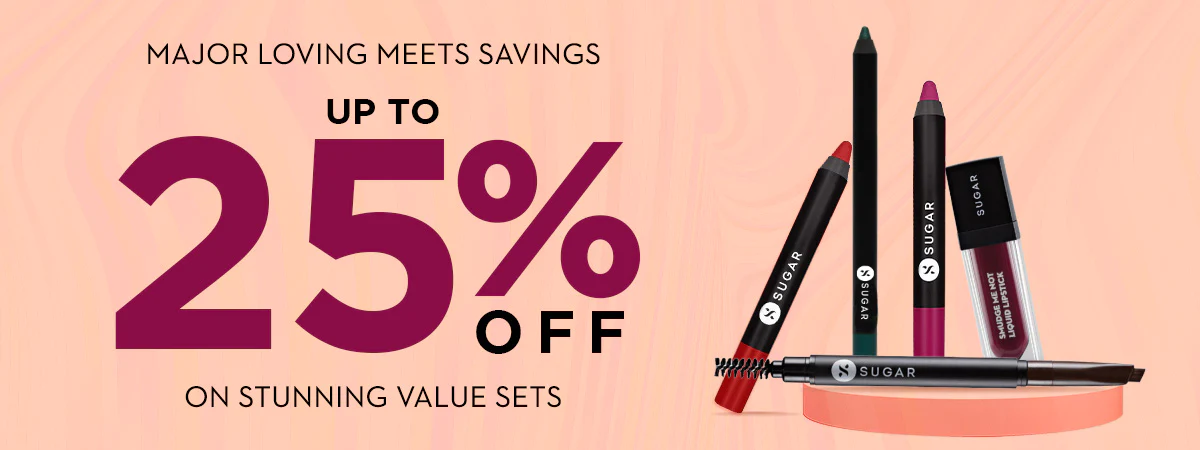 MAJOR LOVING MEETS SAVINGS
UP TO
25%
OFF
ON STUNNING VALUE SETS
SUGAR
SUGAR
SUGAR
SUGAR
SMUDGE ME NOT
LIQUID LIPSTICK
SUGAR